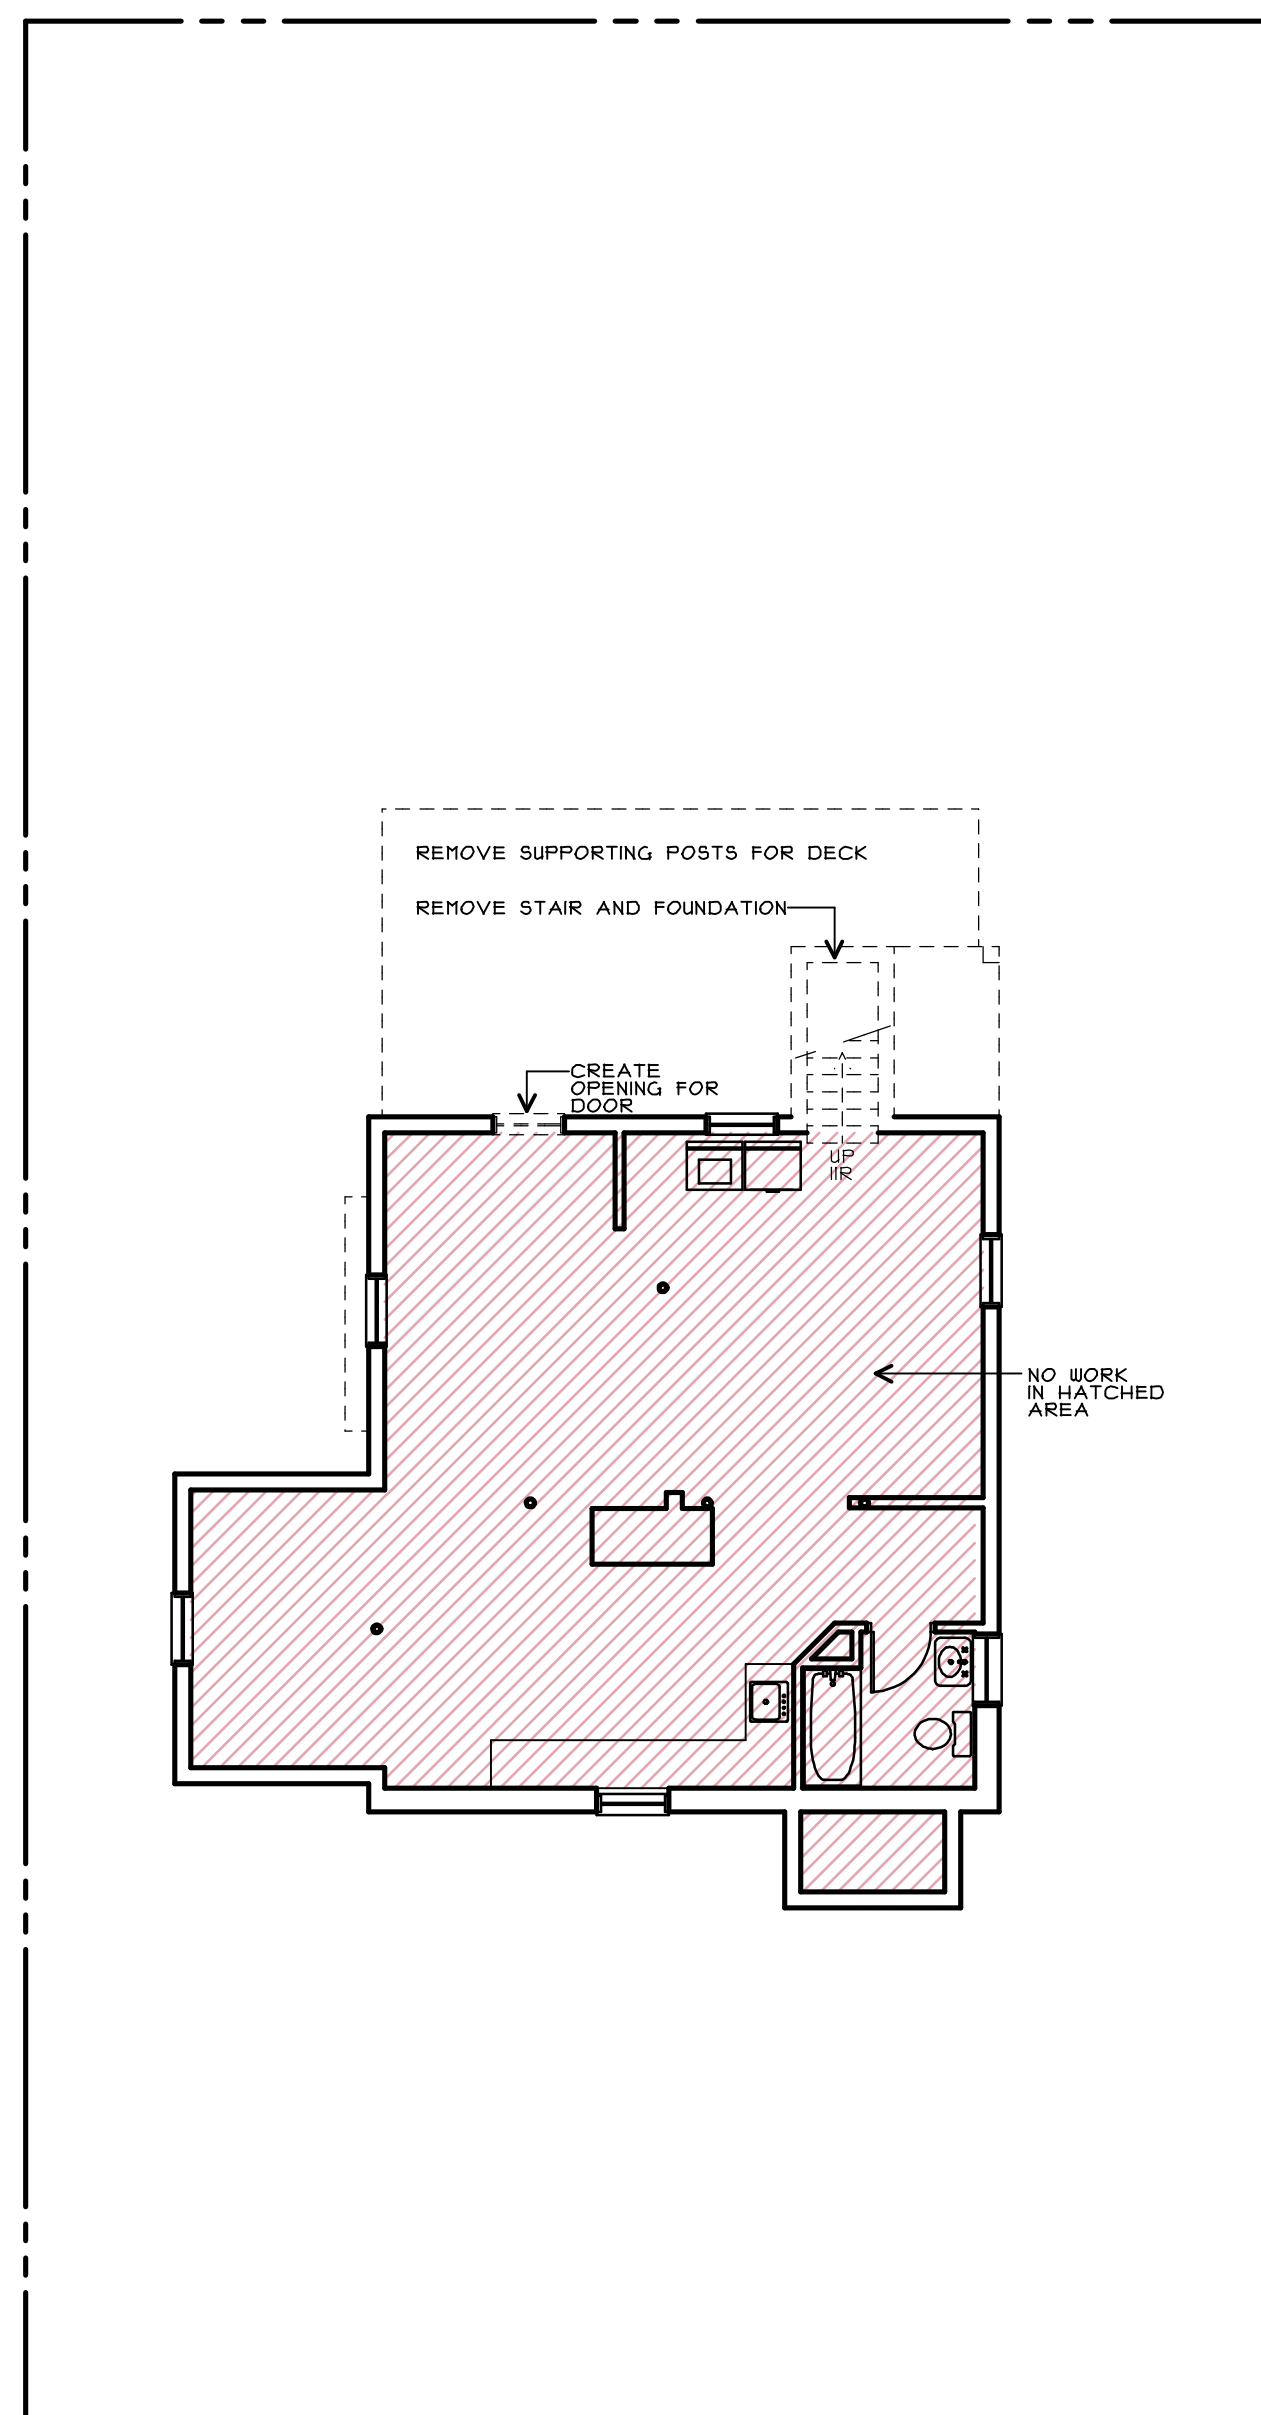 REMOVE SUPPORTING POSTS FOR DECK
REMOVE STAIR AND FOUNDATION
CREATE
OPENING FOR
DOOR
UP
11R
NO WORK
IN HATCHED
AREA